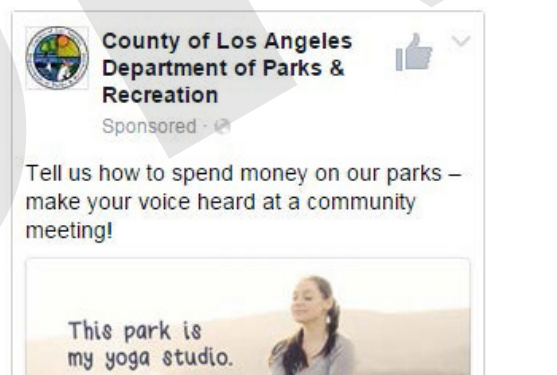 County of Los Angeles
Department of Parks &
Recreation
Sponsored ·
Tell us how to spend money on our parks –
make your voice heard at a community
meeting!
This park is
my yoga studio.